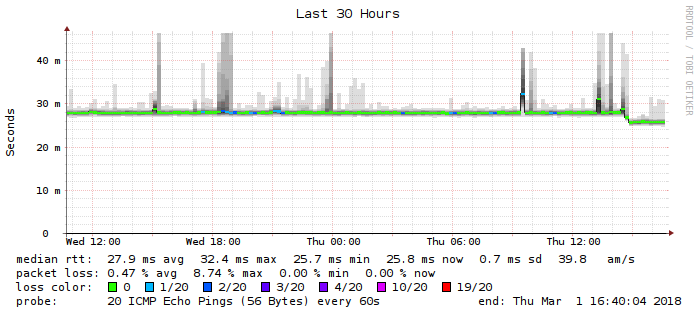 Last 30 Hours
RRDTOOL / TOBI OETIKER
Seconds
40 m
30 m
20 m
10 m
0
Wed 12:00 Wed 18:00 Thu 00:00 Thu 06:00 Thu 12:00
median rtt: 27.9 ms avg 32.4 ms max 25.7 ms min 25.8 ms now 0.7 ms sd 39.8 am/s
packet loss: 0.47 % avg 8.74 % max 0.00 % min 0.00 % now
loss color: 0 1/20 2/20 3/20 4/20 10/20 19/20
probe: 20 ICMP Echo Pings (56 Bytes) every 60s end: Thu Mar 1 16:40:04 2018